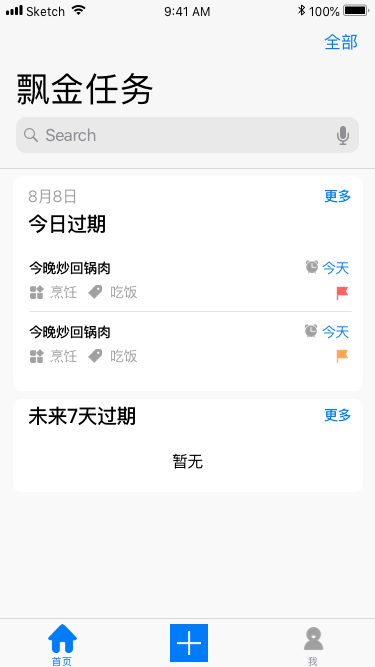 Sketch 9:41 AM 100%
全部
飘金任务
Search
8月8日 更多
今日过期
今晚炒回锅肉 今天
烹饪 吃饭
今晚炒回锅肉 今天
烹饪 吃饭
未来7天过期 更多
暂无
首页 我